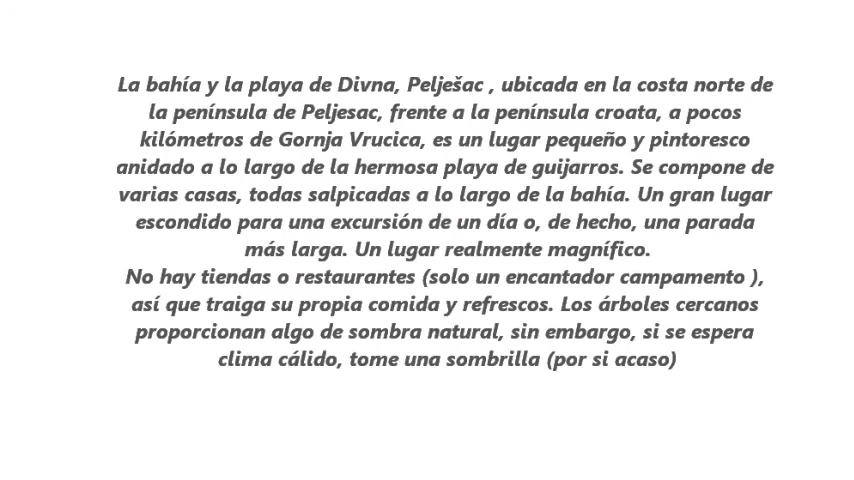 La bahía y la playa de Divna, Pelješac , ubicada en la costa norte de
la península de Peljesac, frente a la península croata, a pocos
kilómetros de Gornja Vrucica, es un lugar pequeño y pintoresco
anidado a lo largo de la hermosa playa de guijarros. Se compone de
varias casas, todas salpicadas a lo largo de la bahía. Un gran lugar
escondido para una excursión de un día o, de hecho, una parada
más larga. Un lugar realmente magnífico.
No hay tiendas o restaurantes (solo un encantador campamento ),
así que traiga su propia comida y refrescos. Los árboles cercanos
proporcionan algo de sombra natural, sin embargo, si se espera
clima cálido, tome una sombrilla (por si acaso)